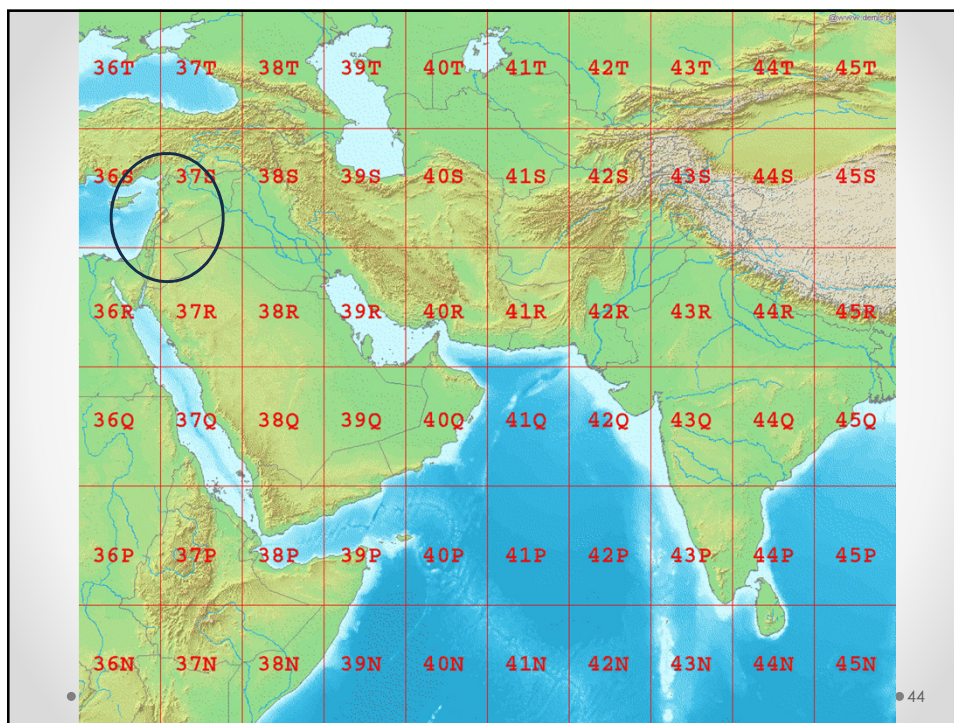 @www.demis.nl
36T 37T 38T 39T 40T 41T 42T 43T 44T 45T
36S 37S 38S 39S 40S 41S 42S 43S 44S 45S
36R 37R 38R 39R 40R 41R 42R 43R 44R 45R
36Q 37Q 38Q 39Q 40Q 41Q 42Q 43Q 44Q 45Q
36P 37P 38P 39P 40P 41P 42P 43P 44P 45P
36N 37N 38N 39N 40N 41N 42N 43N 44N 45N
44